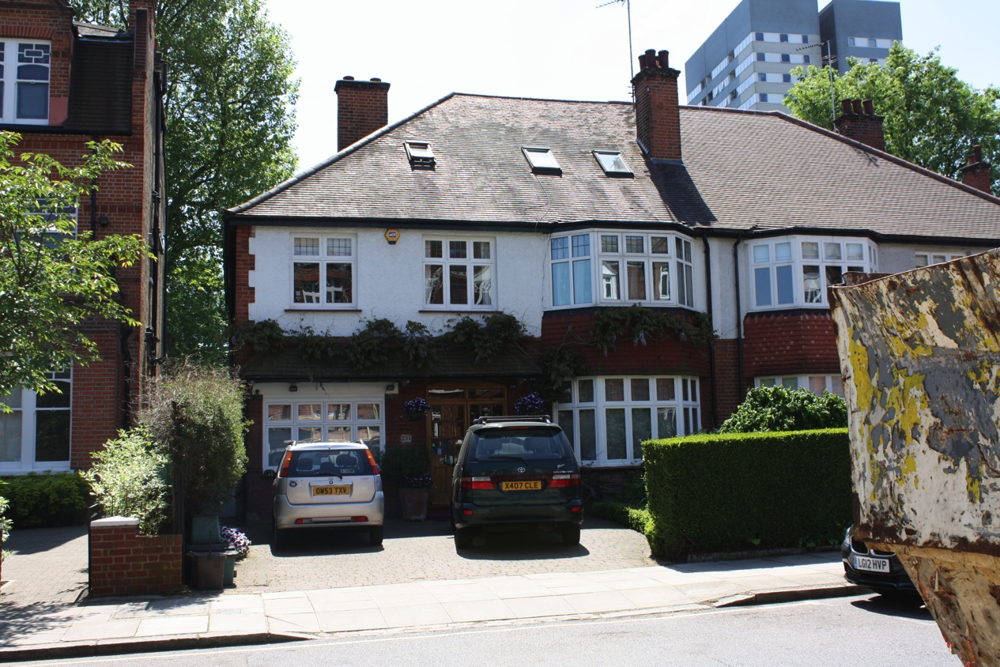 OW53 TXV
X407 CLE
LG12 HVP